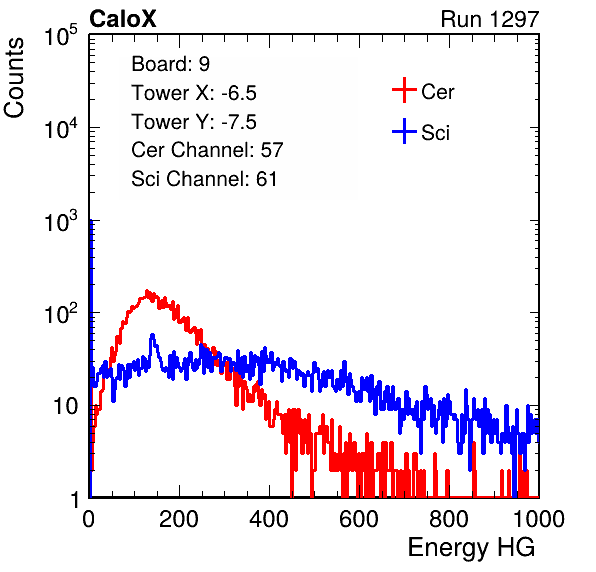 CaloX Run 1297
Counts
10^5
10^4
10^3
10^2
10
1
Board: 9
Tower X: -6.5
Tower Y: -7.5
Cer Channel: 57
Sci Channel: 61
Cer
Sci
0 200 400 600 800 1000
Energy HG